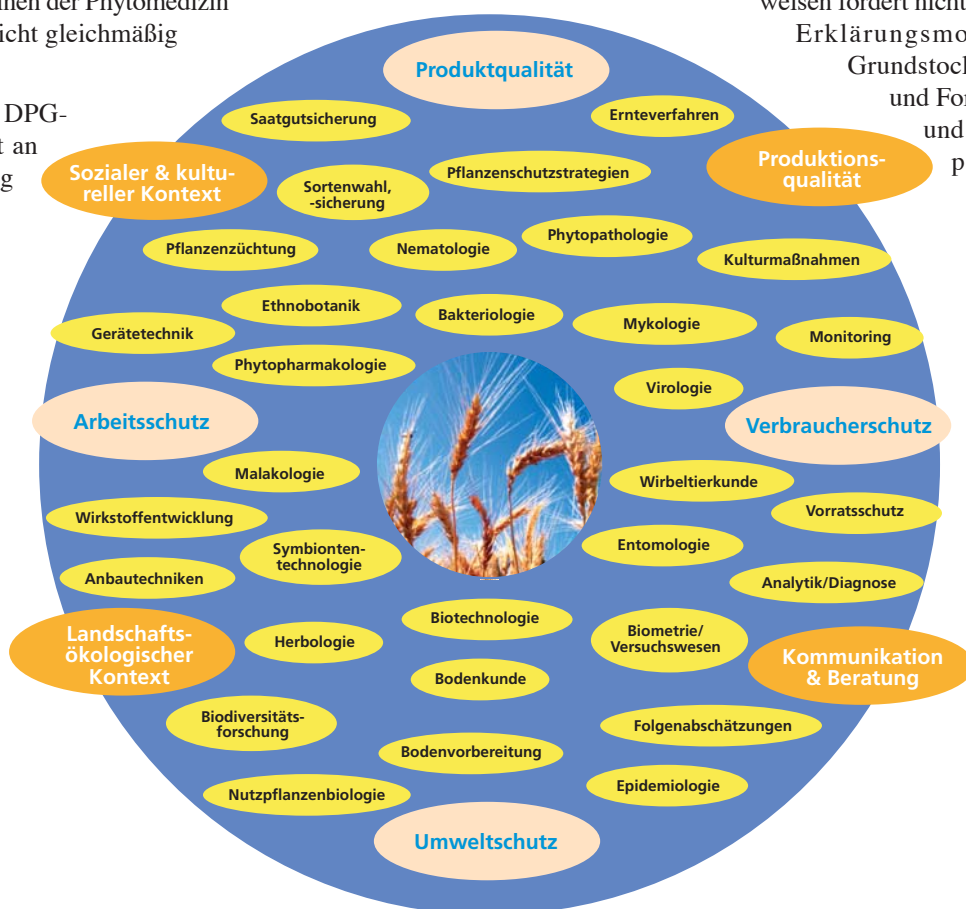 nen der Phytomedizin
icht gleichmäßig
DPG-
t an
g
weisen fordert nicht
Erklärungsmo
Grundstoc
und For
und
p
Produktqualität
Saatgutsicherung
Ernteverfahren
Sozialer & kultu-
reller Kontext
Sortenwahl,
-sicherung
Pflanzenschutzstrategien
Produktions-
qualität
Pflanzenzüchtung
Nematologie
Phytopathologie
Kulturmaßnahmen
Ethnobotanik
Bakteriologie
Mykologie
Gerätetechnik
Monitoring
Phytopharmakologie
Virologie
Arbeitsschutz
Verbraucherschutz
Malakologie
Wirbeltierkunde
Wirkstoffentwicklung
Vorratsschutz
Symbionten-
technologie
Entomologie
Anbautechniken
Analytik/Diagnose
Landschafts-
ökologischer
Kontext
Herbologie
Biotechnologie
Biometrie/
Versuchswesen
Kommunikation
& Beratung
Bodenkunde
Biodiversitäts-
forschung
Folgenabschätzungen
Bodenvorbereitung
Nutzpflanzenbiologie
Epidemiologie
Umweltschutz